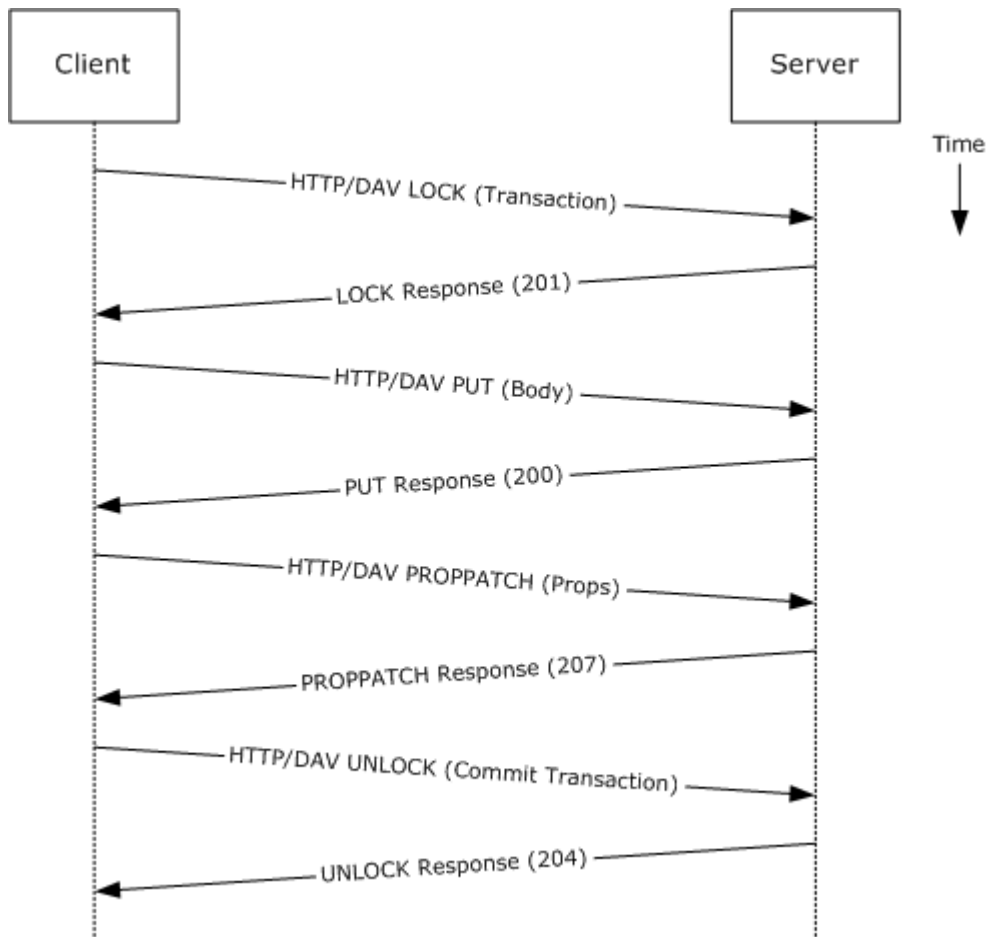 Client
Server
Time
HTTP/DAV LOCK (Transaction)
LOCK Response (201)
HTTP/DAV PUT (Body)
PUT Response (200)
HTTP/DAV PROPPATCH (Props)
PROPPATCH Response (207)
HTTP/DAV UNLOCK (Commit Transaction)
UNLOCK Response (204)